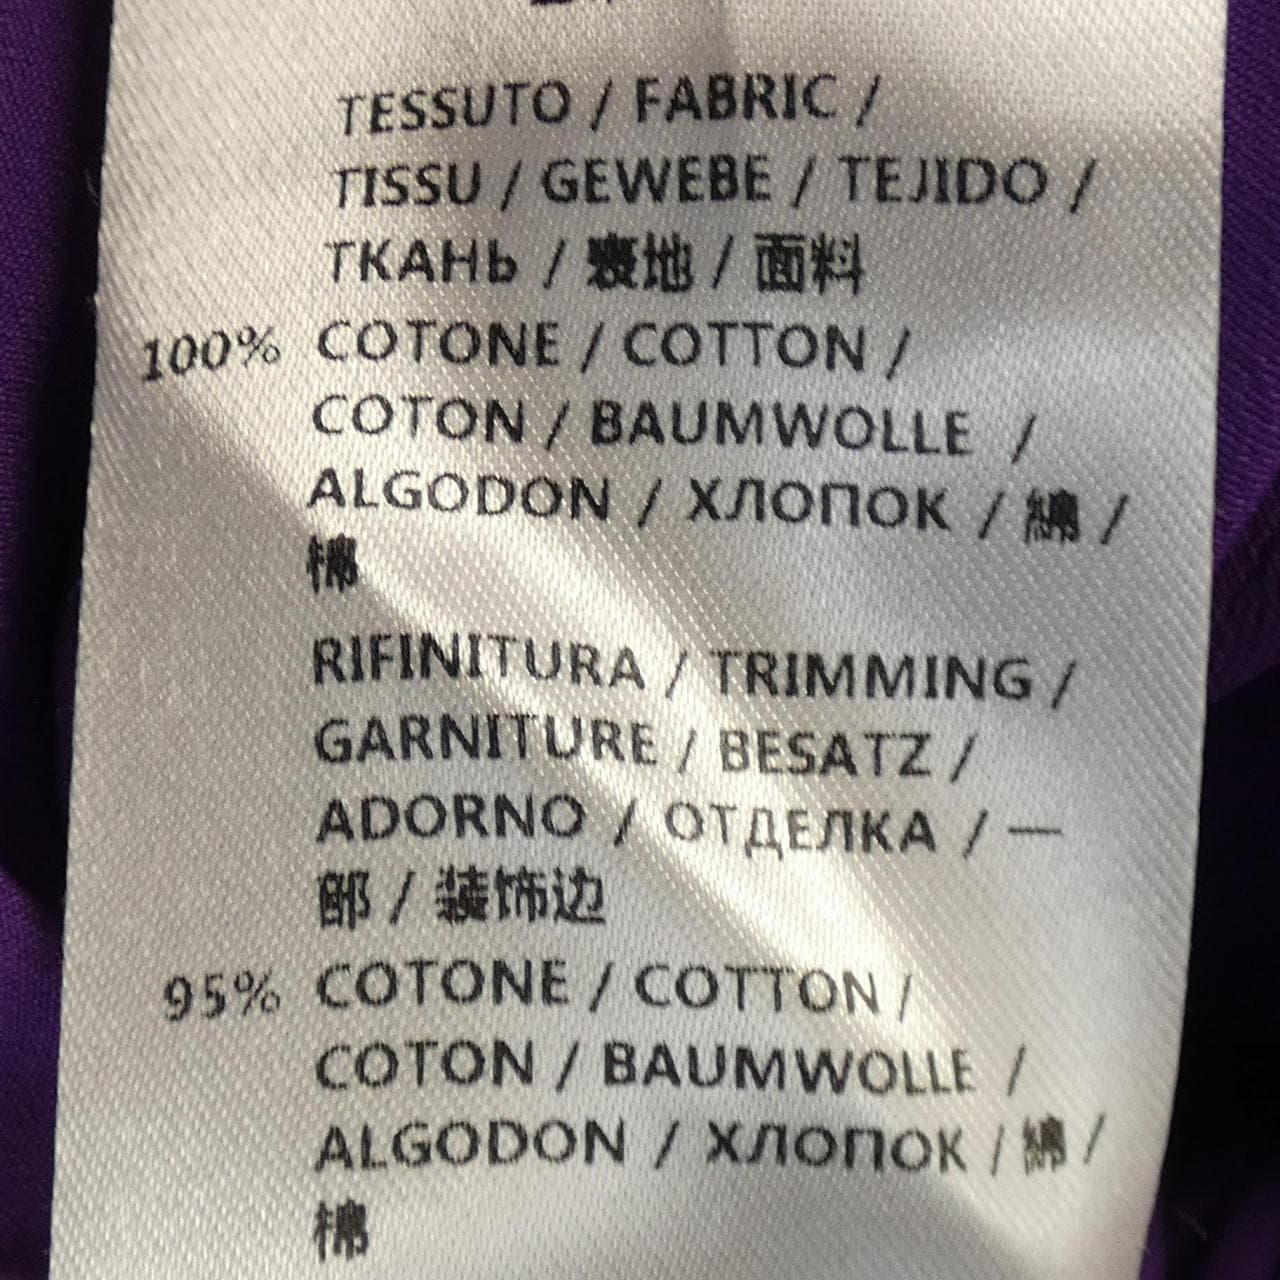 TESSUTO / FABRIC /
TISSU / GEWEBE / TEJIDO /
ТКАНЬ / 表地 / 面料
100% COTONE / COTTON /
COTON / BAUMWOLLE /
ALGODON / ХЛОПОК / 綿 /
棉
RIFINITURA / TRIMMING /
GARNITURE / BESATZ /
ADORNO / ОТДЕЛКА / 一
部 / 装饰边
95% COTONE / COTTON /
COTON / BAUMWOLLE /
ALGODON / ХЛОПОК / 綿 /
棉